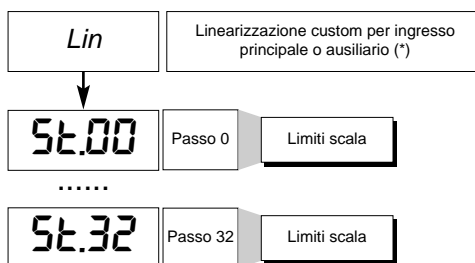 Lin
Linearizzazione custom per ingresso
principale o ausiliario (*)
St.00
Passo 0
Limiti scala
......
St.32
Passo 32
Limiti scala